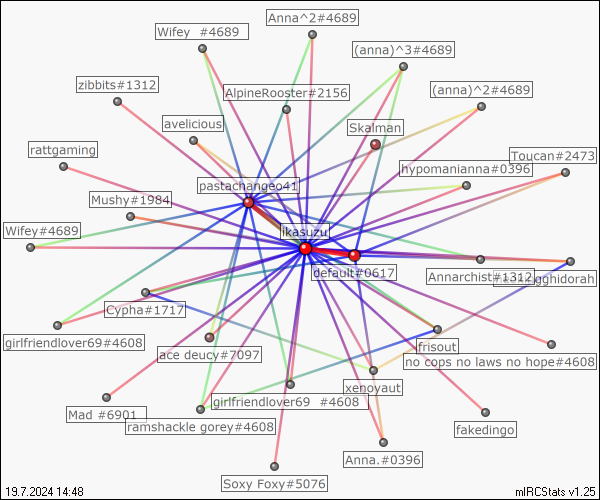 Anna^2#4689
Wifey #4689
(anna)^3#4689
zibbits#1312
AlpineRooster#2156
(anna)^2#4689
avelicious
Skalman
rattgaming
Toucan#2473
hypomanianna#0396
pastachangeo41
Mushy#1984
Wifey#4689
ikasuzu
default#0617
Annarchist#1312
gghidorah
Cypha#1717
girlfriendlover69#4608
ace deucy#7097
frisout
no cops no laws no hope#4608
xenoyaut
girlfriendlover69 #4608
Mad #6901
ramshackle gorey#4608
fakedingo
Anna.#0396
Soxy Foxy#5076
19.7.2024 14:48
mIRCStats v1.25